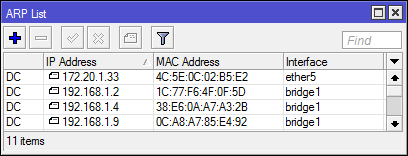 ARP List
Find
IP Address MAC Address Interface
DC 172.20.1.33 4C:5E:0C:02:B5:E2 ether5
DC 192.168.1.2 1C:77:F6:4F:0F:5D bridge1
DC 192.168.1.4 38:E6:0A:A7:A3:2B bridge1
DC 192.168.1.9 0C:A8:A7:85:E4:92 bridge1
11 items